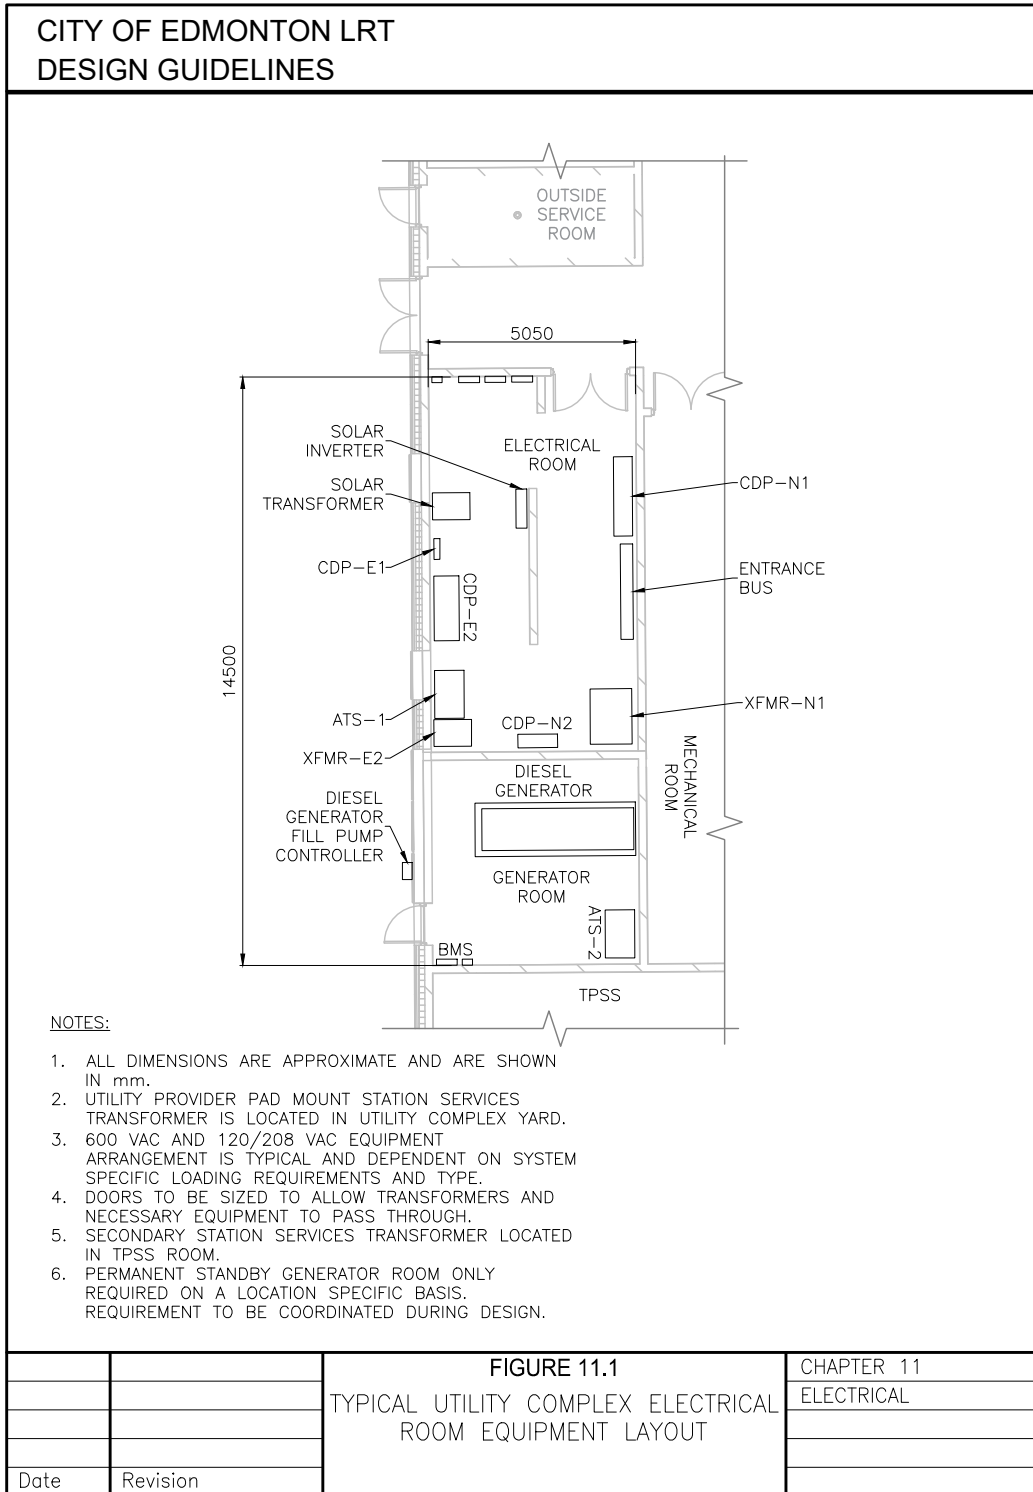 CITY OF EDMONTON LRT
DESIGN GUIDELINES
OUTSIDE
SERVICE
ROOM
5050
SOLAR
INVERTER
ELECTRICAL
ROOM
SOLAR
TRANSFORMER
CDP-N1
CDP-E1
CDP-E2
ENTRANCE
BUS
14500
ATS-1
CDP-N2
XFMR-N1
XFMR-E2
MECHANICAL
ROOM
DIESEL
GENERATOR
DIESEL
GENERATOR
FILL PUMP
CONTROLLER
GENERATOR
ROOM
ATS-2
BMS
TPSS
NOTES:
1. ALL DIMENSIONS ARE APPROXIMATE AND ARE SHOWN
IN mm.
2. UTILITY PROVIDER PAD MOUNT STATION SERVICES
TRANSFORMER IS LOCATED IN UTILITY COMPLEX YARD.
3. 600 VAC AND 120/208 VAC EQUIPMENT
ARRANGEMENT IS TYPICAL AND DEPENDENT ON SYSTEM
SPECIFIC LOADING REQUIREMENTS AND TYPE.
4. DOORS TO BE SIZED TO ALLOW TRANSFORMERS AND
NECESSARY EQUIPMENT TO PASS THROUGH.
5. SECONDARY STATION SERVICES TRANSFORMER LOCATED
IN TPSS ROOM.
6. PERMANENT STANDBY GENERATOR ROOM ONLY
REQUIRED ON A LOCATION SPECIFIC BASIS.
REQUIREMENT TO BE COORDINATED DURING DESIGN.
FIGURE 11.1
TYPICAL UTILITY COMPLEX ELECTRICAL
ROOM EQUIPMENT LAYOUT
CHAPTER 11
ELECTRICAL
Date
Revision